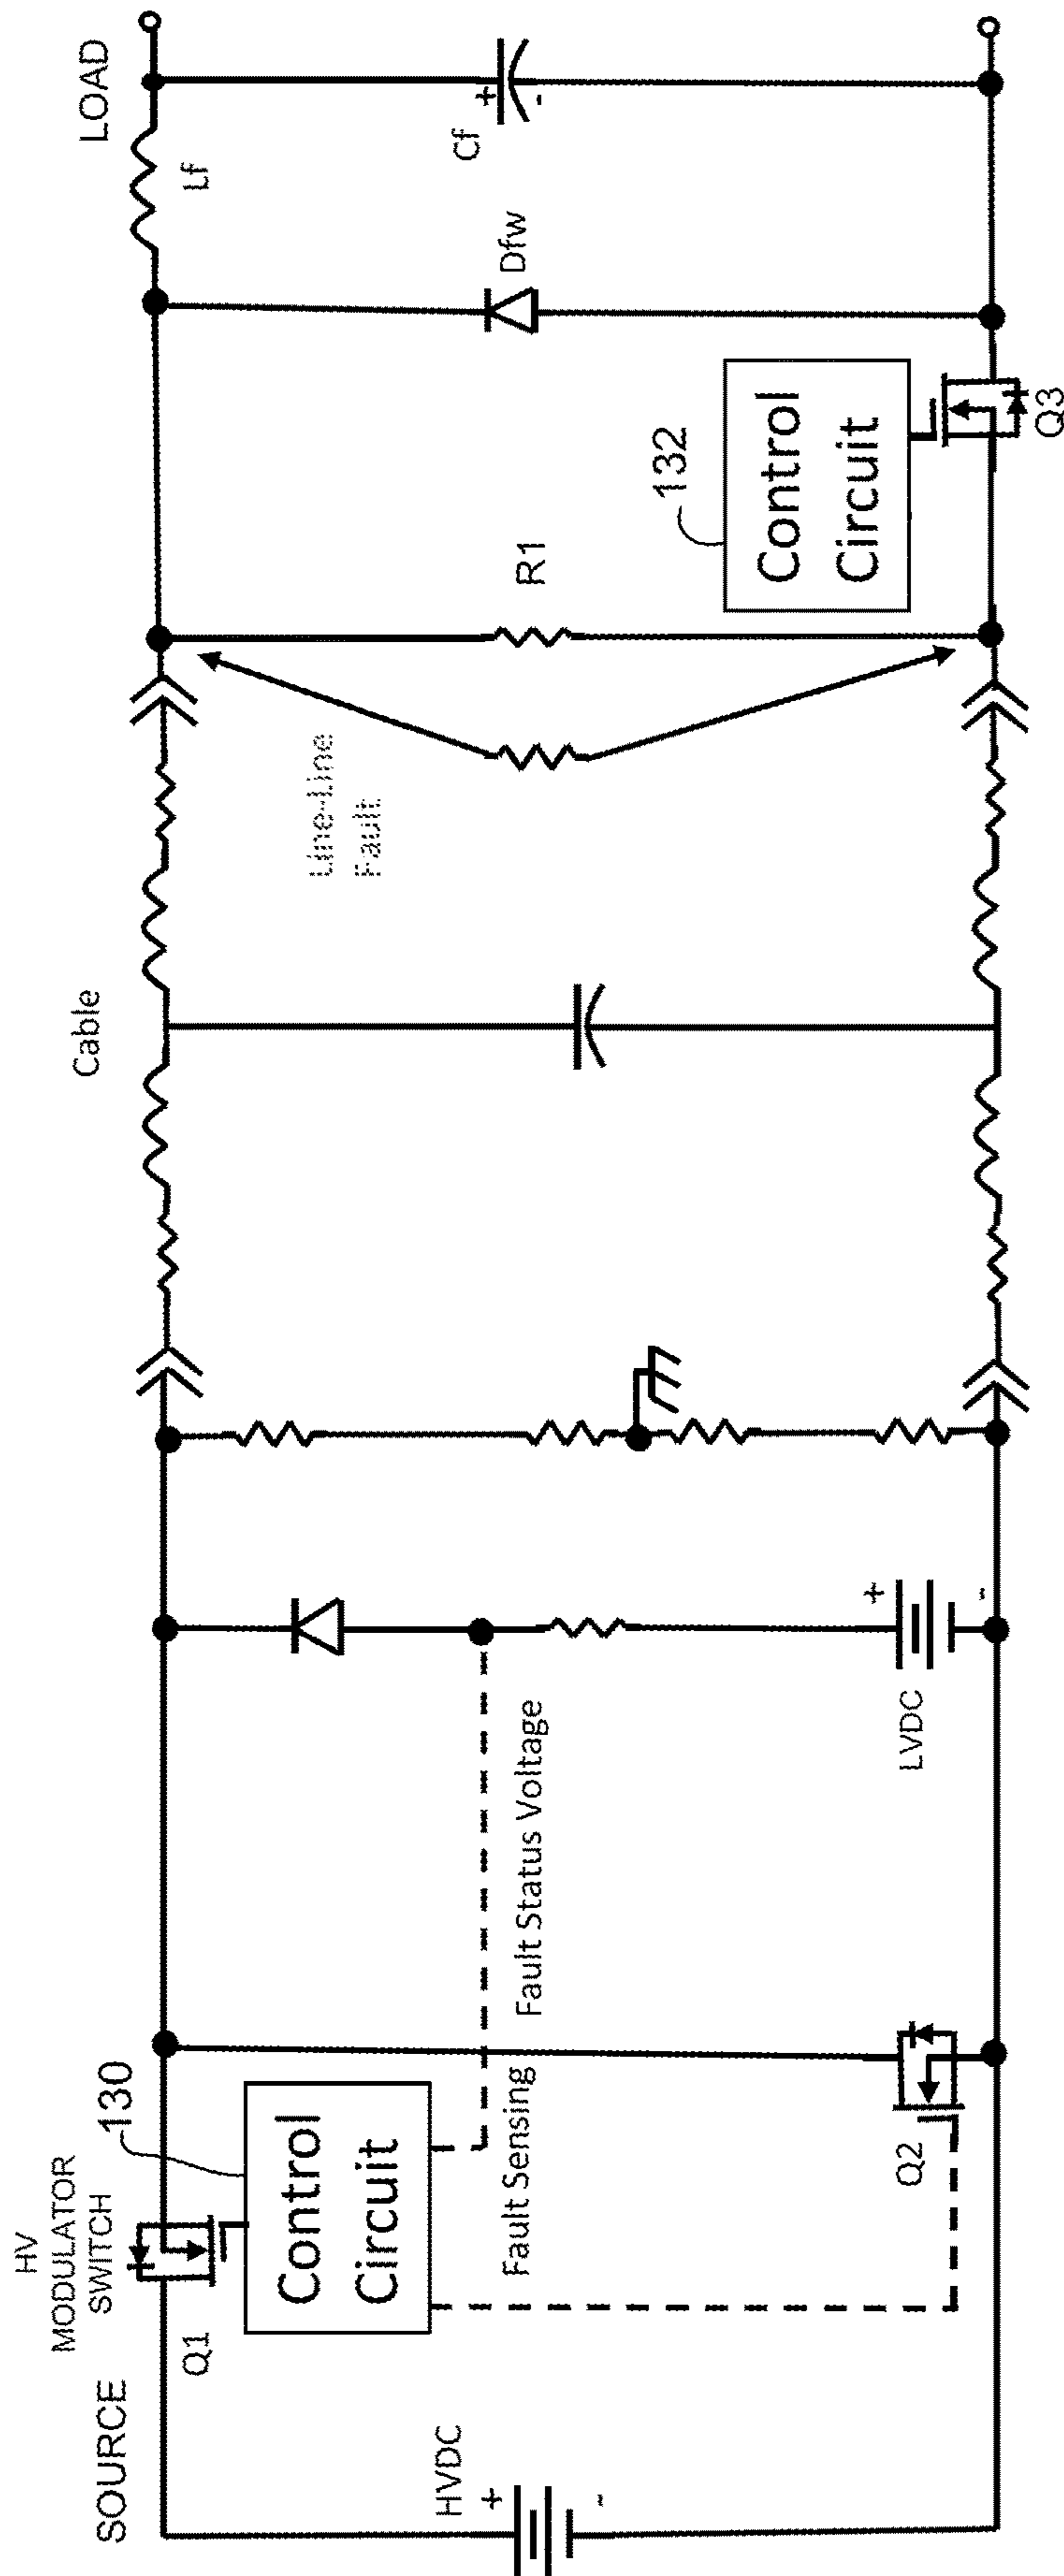 SOURCE
HVDC
+
-
HV
MODULATOR
SWITCH
Q1
130
Control
Circuit
Fault Sensing
Fault Status Voltage
Q2
LVDC
+
-
Cable
Line-Line
Fault
R1
132
Control
Circuit
Q3
Dfw
LOAD
Lf
Cf
+
-